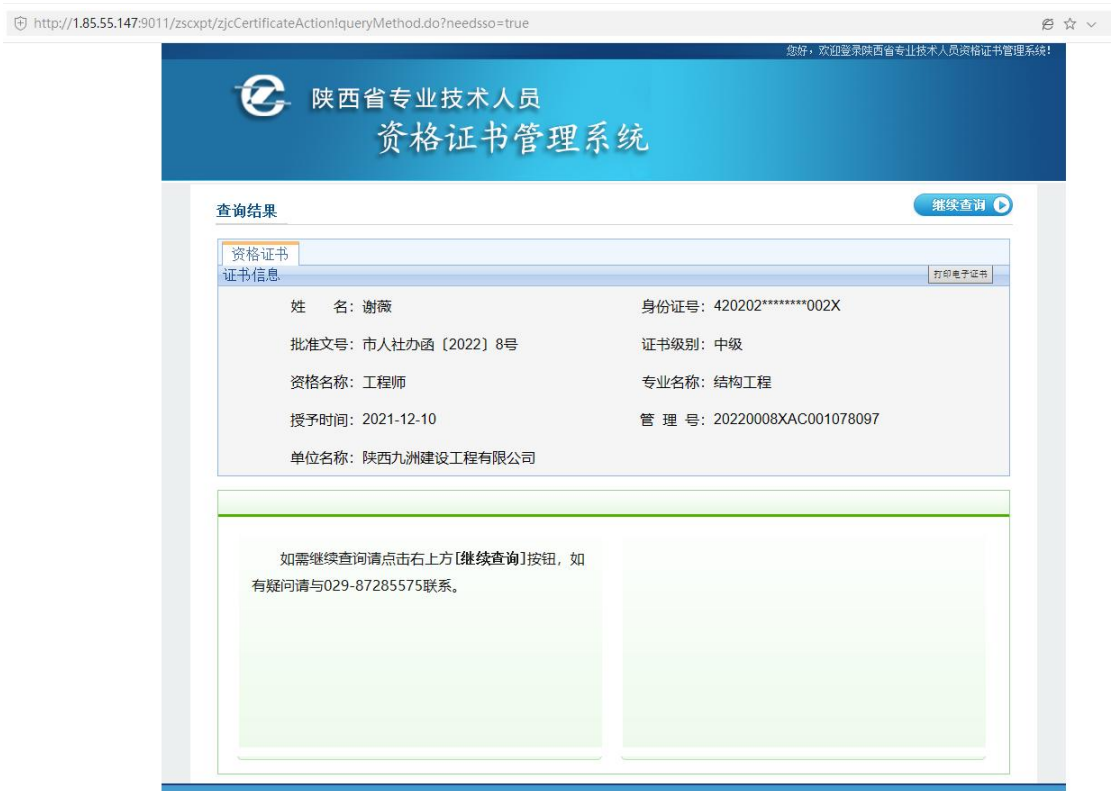 http://1.85.55.147:9011/zscxpt/zjcCertificateAction!queryMethod.do?needsso=true
您好，欢迎登录陕西省专业技术人员资格证书管理系统！
陕西省专业技术人员
资格证书管理系统
查询结果
继续查询
资格证书
证书信息
打印电子证书
姓 名：谢薇 身份证号：420202********002X
批准文号：市人社办函〔2022〕8号 证书级别：中级
资格名称：工程师 专业名称：结构工程
授予时间：2021-12-10 管 理 号：20220008XAC001078097
单位名称：陕西九洲建设工程有限公司
如需继续查询请点击右上方[继续查询]按钮，如
有疑问请与029-87285575联系。